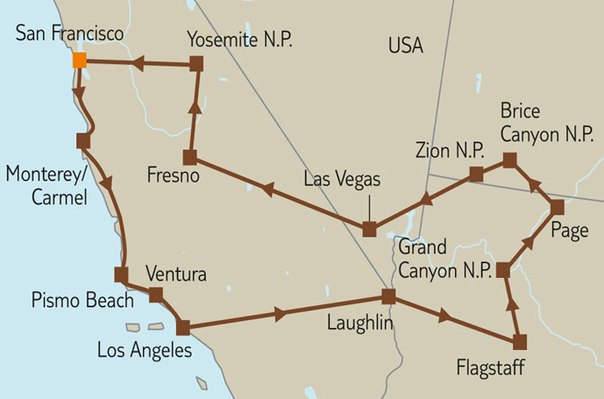 San Francisco
Yosemite N.P.
USA
Brice
Canyon N.P.
Zion N.P.
Monterey/
Carmel
Fresno
Las Vegas
Page
Grand
Canyon N.P.
Ventura
Pismo Beach
Laughlin
Los Angeles
Flagstaff